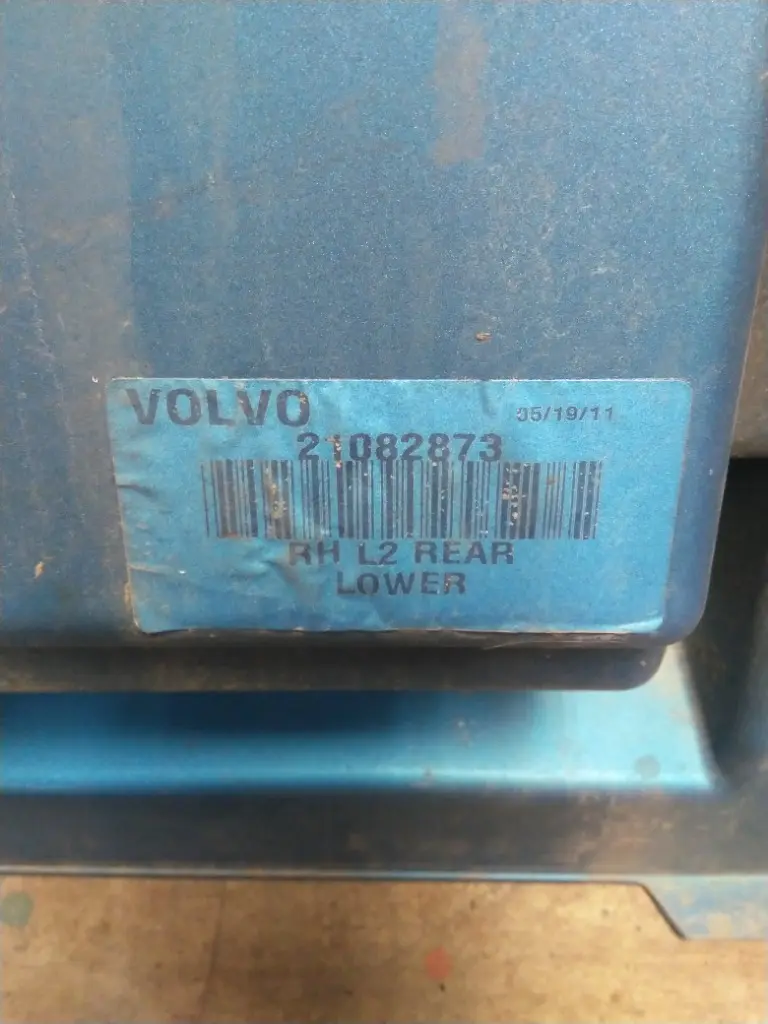 VOLVO
05/19/11
21082873
RH L2 REAR
LOWER